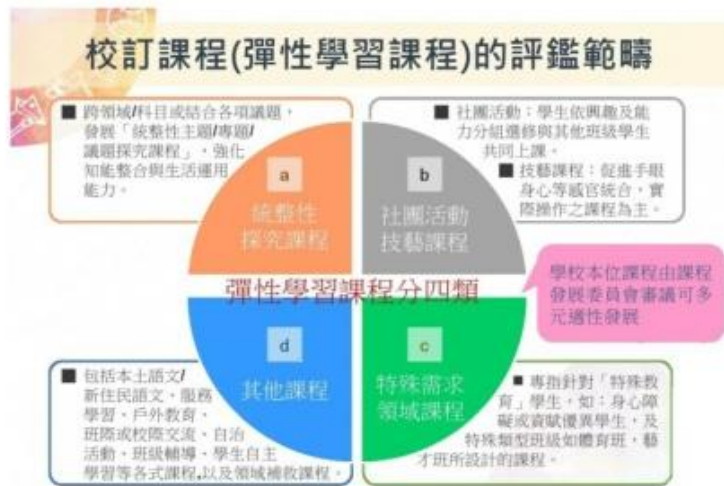 校訂課程(彈性學習課程)的評鑑範疇
■ 跨領域/科目或結合各項議題，
發展「統整性主題/專題/
議題探究課程」，強化
知能整合與生活運用
能力。
■ 社團活動：學生依興趣及能
力分組選修與其他班級學生
共同上課。
■ 技藝課程：促進手眼
身心等感官統合，實
際操作之課程為主。
a
統整性
探究課程
b
社團活動
技藝課程
彈性學習課程分四類
學校本位課程由課程
發展委員會審議可多
元適性發展
d
其他課程
c
特殊需求
領域課程
■ 包括本土語文/
新住民語文、服務
學習、戶外教育、
班際或校際交流、自治
活動、班級輔導、學生自主
學習等各式課程,以及領域補救課程。
■ 專指針對「特殊教
育」學生，如：身心障
礙或資賦優異學生，及
特殊類型班級如體育班，藝
才班所設計的課程。